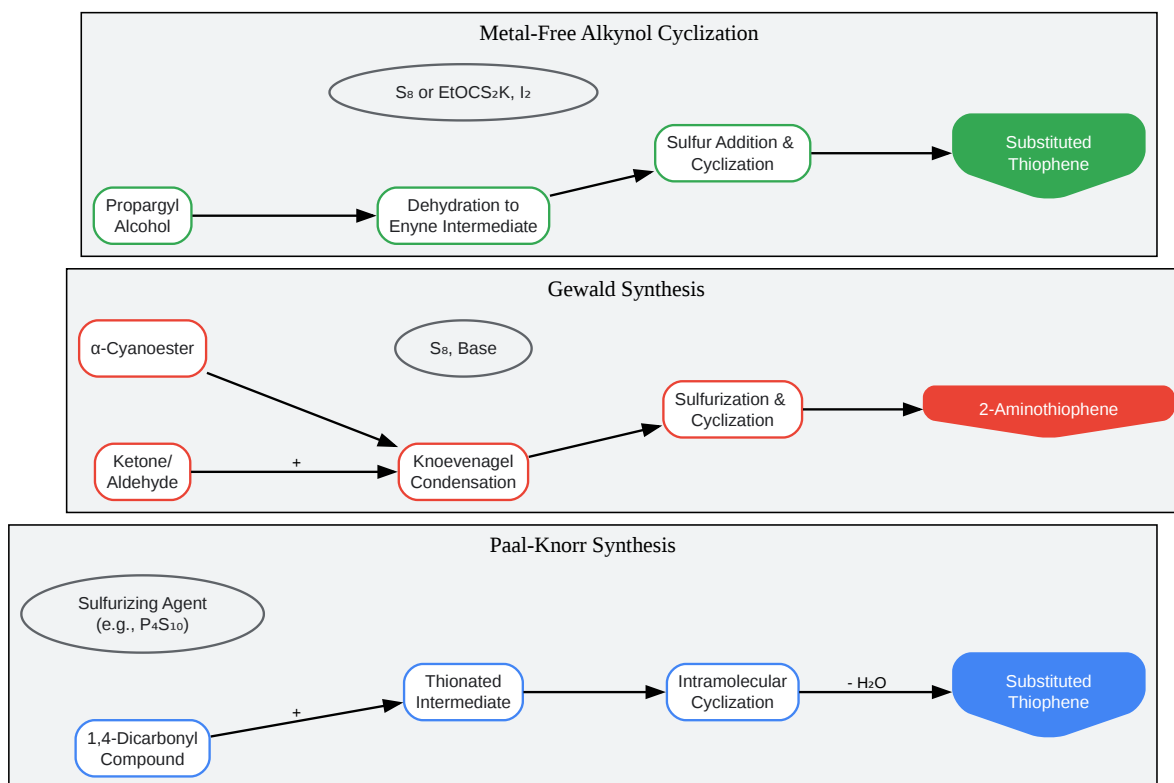 Metal-Free Alkynol Cyclization
S₈ or EtOCS₂K, I₂
Sulfur Addition &
Cyclization
Substituted
Thiophene
Propargyl
Alcohol
Dehydration to
Enyne Intermediate
Gewald Synthesis
α-Cyanoester
S₈, Base
Sulfurization &
Cyclization
2-Aminothiophene
Ketone/
Aldehyde
+
Knoevenagel
Condensation
Paal-Knorr Synthesis
Sulfurizing Agent
(e.g., P₄S₁₀)
Thionated
Intermediate
Intramolecular
Cyclization
- H₂O
Substituted
Thiophene
+
1,4-Dicarbonyl
Compound